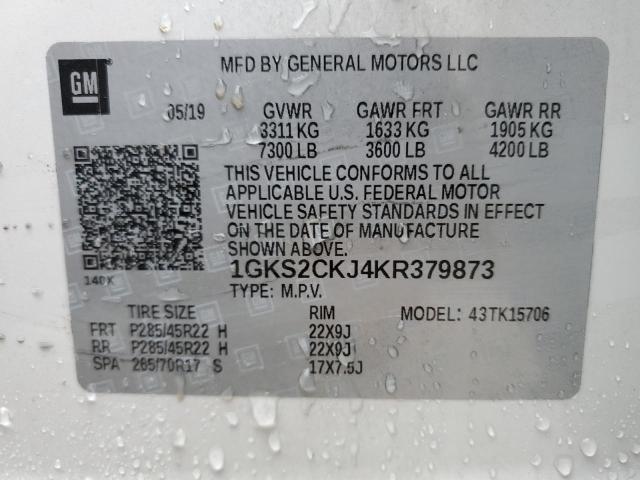 GM
MFD BY GENERAL MOTORS LLC
05/19 GVWR GAWR FRT GAWR RR
3311 KG 1633 KG 1905 KG
7300 LB 3600 LB 4200 LB
THIS VEHICLE CONFORMS TO ALL
APPLICABLE U.S. FEDERAL MOTOR
VEHICLE SAFETY STANDARDS IN EFFECT
ON THE DATE OF MANUFACTURE
SHOWN ABOVE.
140K
1GKS2CKJ4KR379873
TYPE: M.P.V.
TIRE SIZE RIM MODEL: 43TK15706
FRT P285/45R22 H 22X9J
RR P285/45R22 H 22X9J
SPA 265/70R17 S 17X7.5J